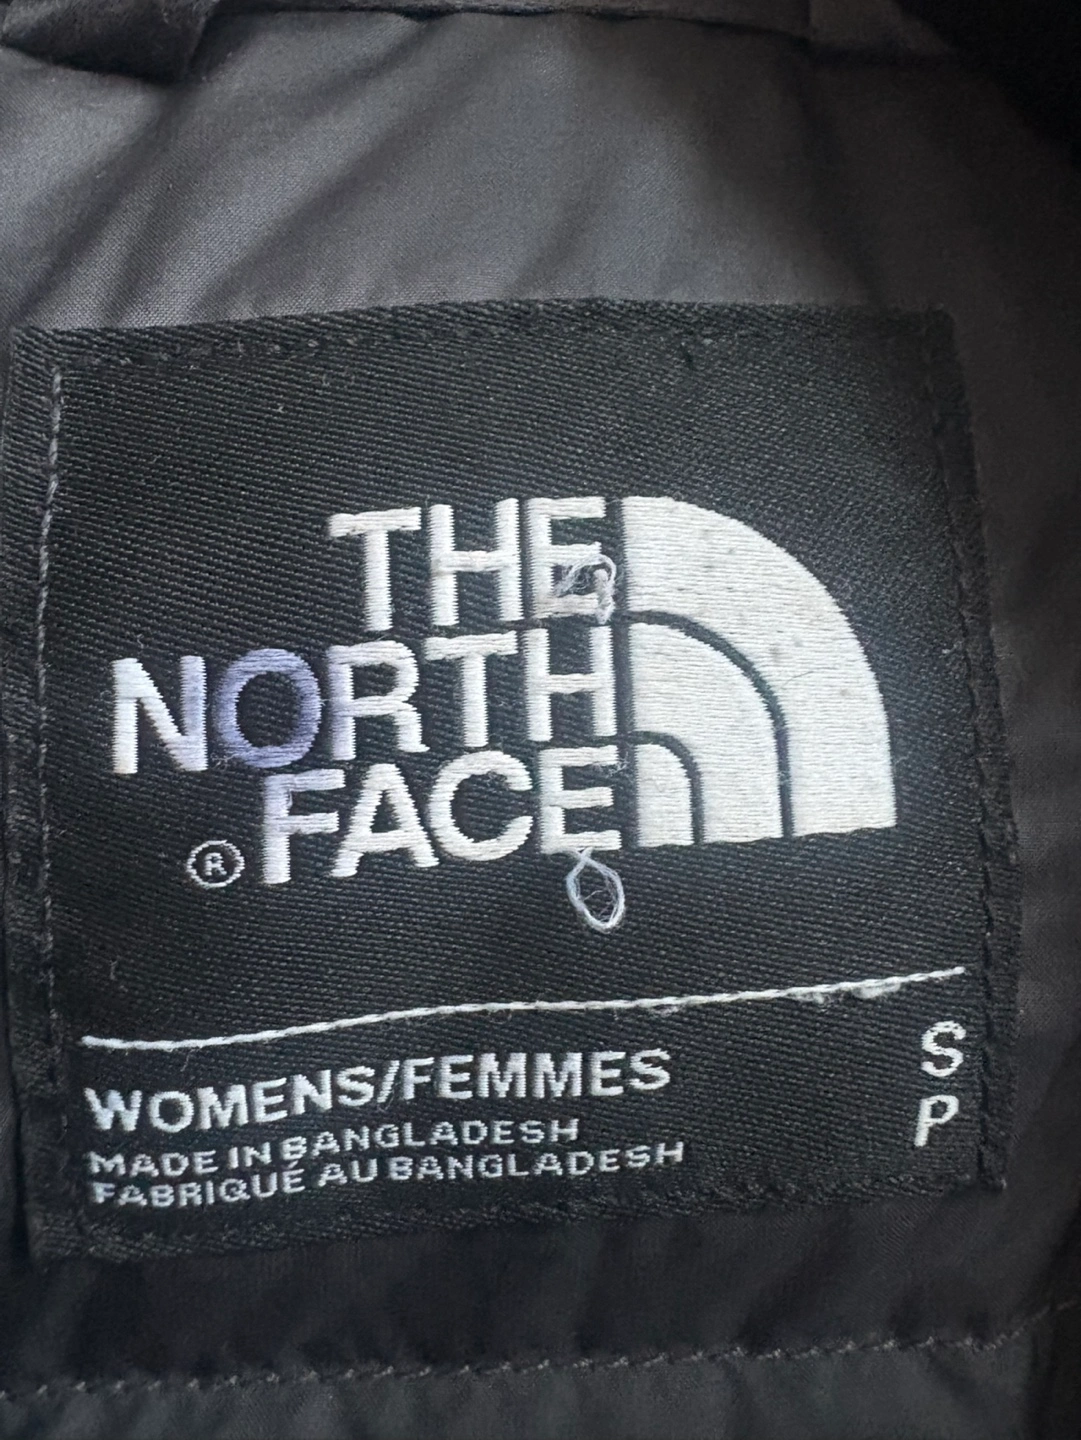 THE
NORTH
FACE
®
WOMENS/FEMMES
MADE IN BANGLADESH
FABRIQUÉ AU BANGLADESH
S
P